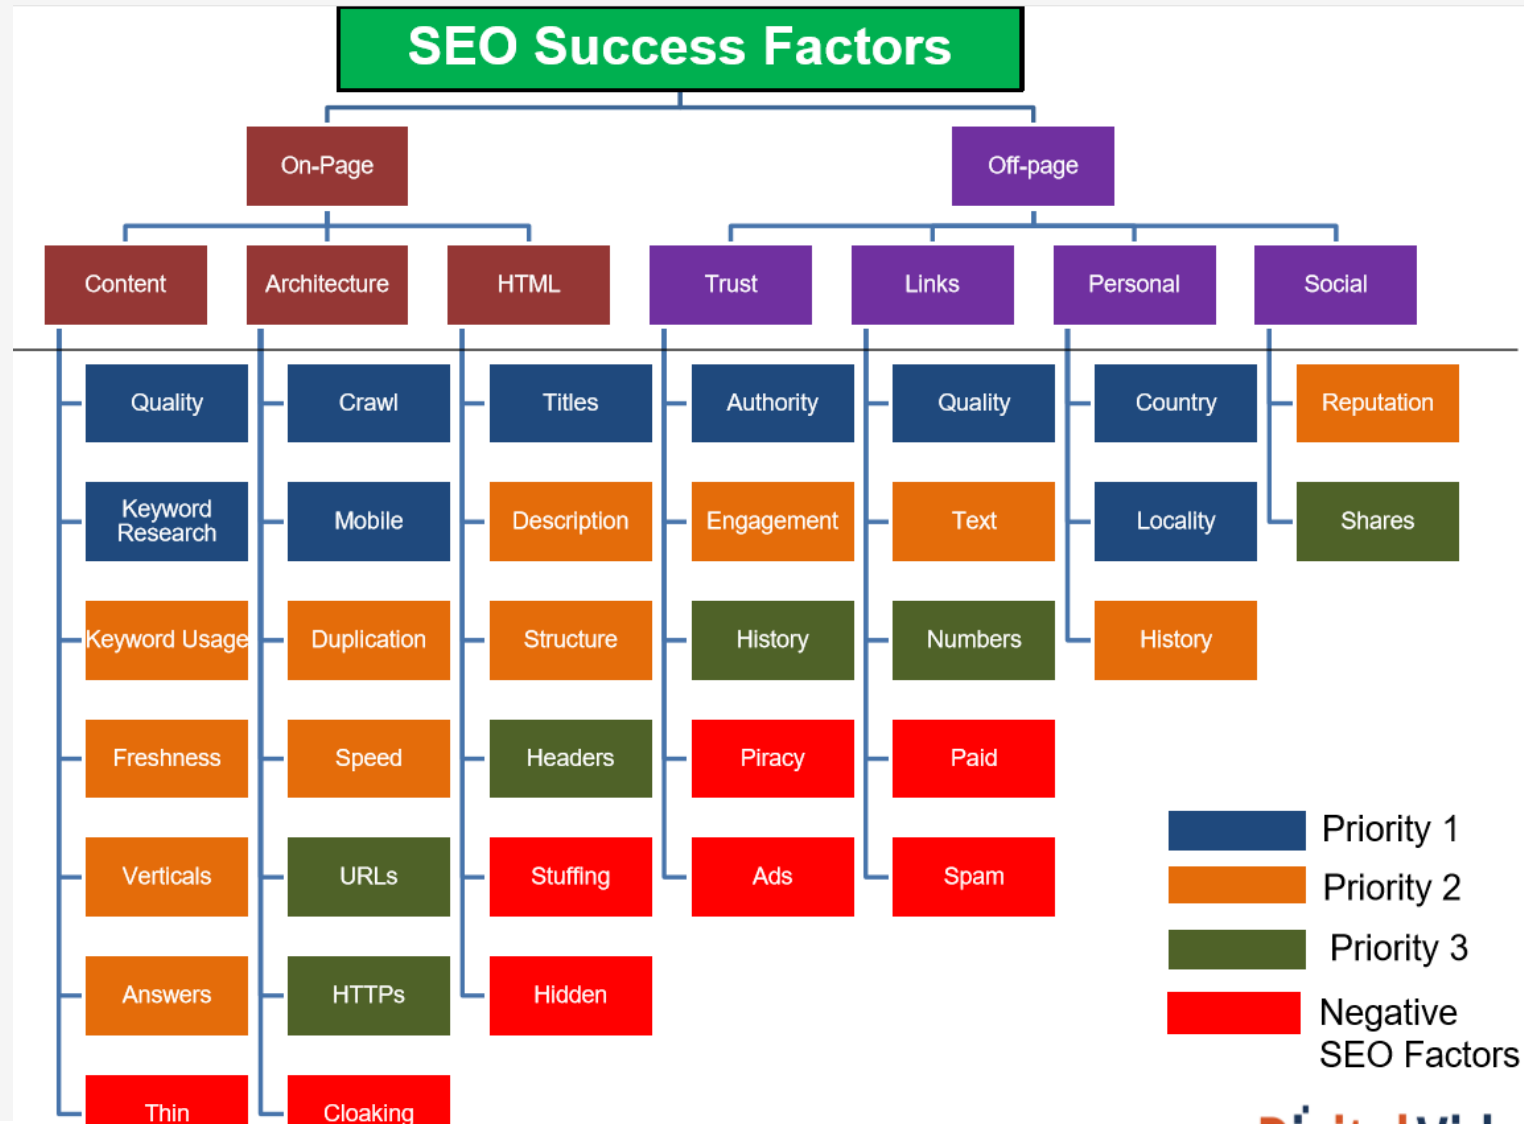 SEO Success Factors
On-Page
Off-page
Content
Architecture
HTML
Trust
Links
Personal
Social
Quality
Crawl
Titles
Authority
Quality
Country
Reputation
Keyword
Research
Mobile
Description
Engagement
Text
Locality
Shares
Keyword Usage
Duplication
Structure
History
Numbers
History
Freshness
Speed
Headers
Piracy
Paid
Verticals
URLs
Stuffing
Ads
Spam
Answers
HTTPs
Hidden
Thin
Cloaking
Priority 1
Priority 2
Priority 3
Negative
SEO Factors